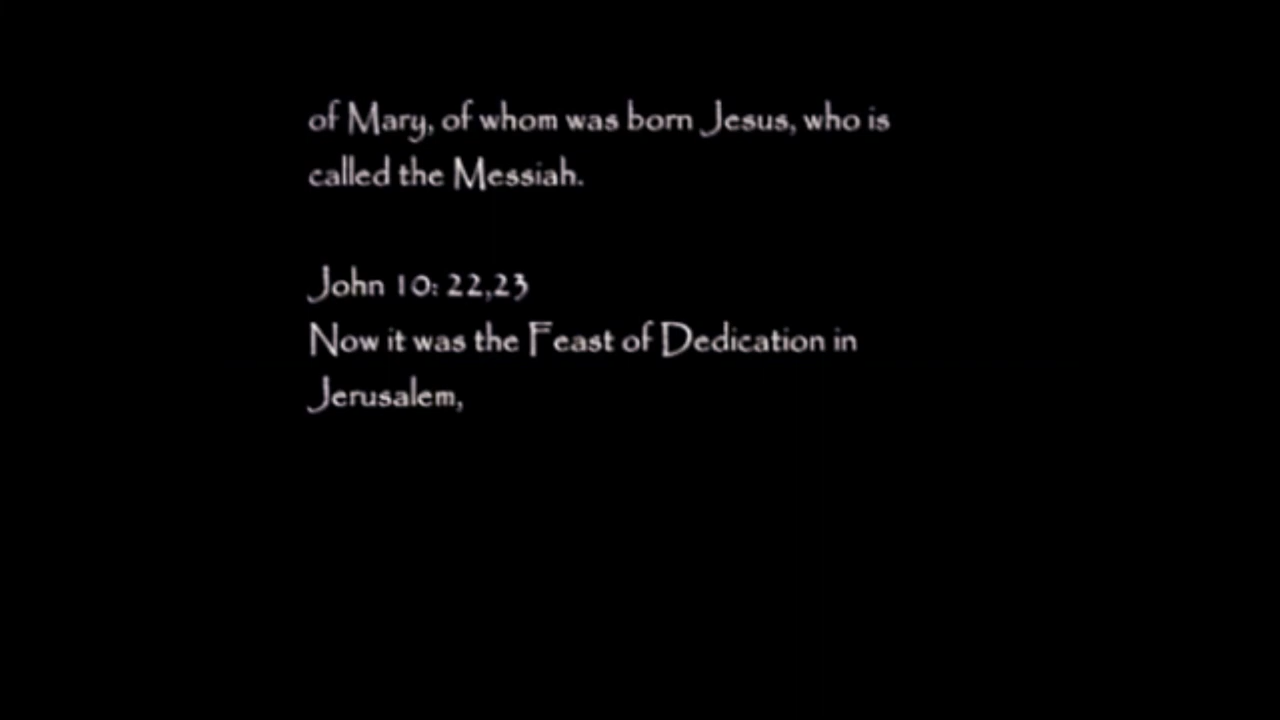 of Mary, of whom was born Jesus, who is
called the Messiah.
John 10: 22,23
Now it was the Feast of Dedication in
Jerusalem,